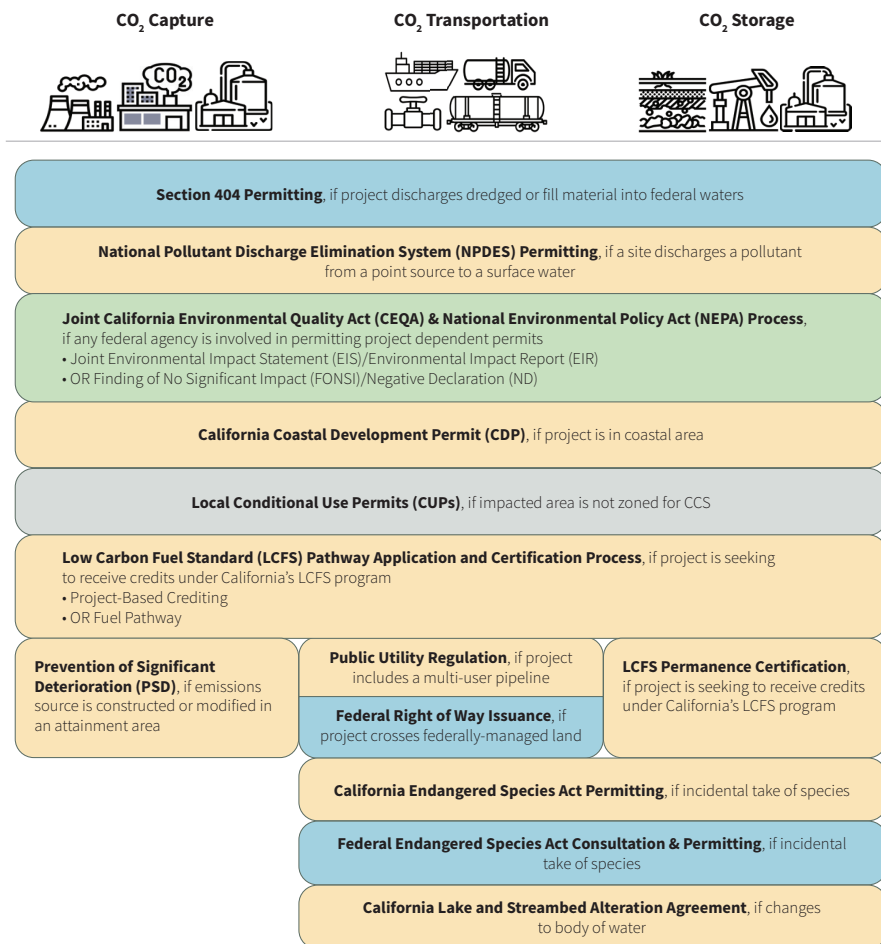 CO2 Capture
CO2 Transportation
CO2 Storage
CO2
Section 404 Permitting, if project discharges dredged or fill material into federal waters
National Pollutant Discharge Elimination System (NPDES) Permitting, if a site discharges a pollutant
from a point source to a surface water
Joint California Environmental Quality Act (CEQA) & National Environmental Policy Act (NEPA) Process,
if any federal agency is involved in permitting project dependent permits
• Joint Environmental Impact Statement (EIS)/Environmental Impact Report (EIR)
• OR Finding of No Significant Impact (FONSI)/Negative Declaration (ND)
California Coastal Development Permit (CDP), if project is in coastal area
Local Conditional Use Permits (CUPs), if impacted area is not zoned for CCS
Low Carbon Fuel Standard (LCFS) Pathway Application and Certification Process, if project is seeking
to receive credits under California's LCFS program
• Project-Based Crediting
• OR Fuel Pathway
Prevention of Significant
Deterioration (PSD), if emissions
source is constructed or modified in
an attainment area
Public Utility Regulation, if project
includes a multi-user pipeline
Federal Right of Way Issuance, if
project crosses federally-managed land
LCFS Permanence Certification,
if project is seeking to receive credits
under California's LCFS program
California Endangered Species Act Permitting, if incidental take of species
Federal Endangered Species Act Consultation & Permitting, if incidental
take of species
California Lake and Streambed Alteration Agreement, if changes
to body of water